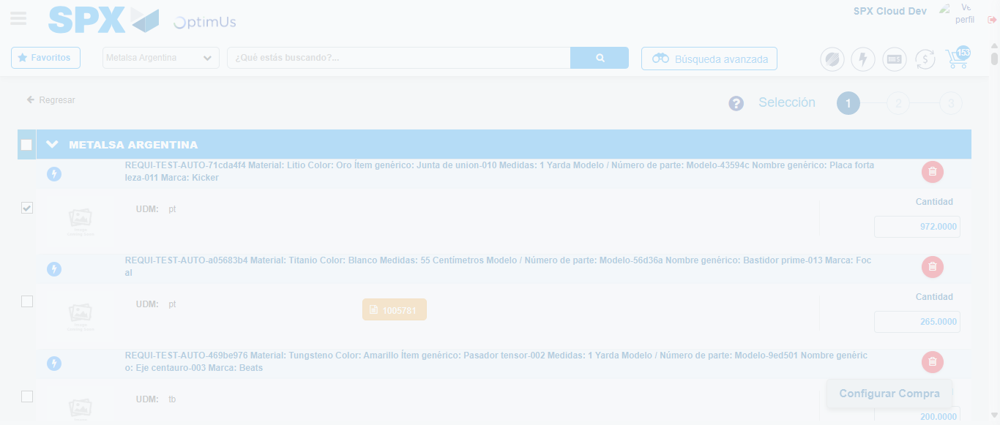 SPX OptimUs
SPX Cloud Dev
Ve
perfil
Favoritos
Metalsa Argentina
¿Qué estás buscando?...
Búsqueda avanzada
153
Regresar
? Selección 1 2 3
METALSA ARGENTINA
REQUI-TEST-AUTO-71cda4f4 Material: Litio Color: Oro Ítem genérico: Junta de union-010 Medidas: 1 Yarda Modelo / Número de parte: Modelo-43594c Nombre genérico: Placa forta
leza-011 Marca: Kicker
UDM: pt
Cantidad
972.0000
REQUI-TEST-AUTO-a05683b4 Material: Titanio Color: Blanco Medidas: 55 Centímetros Modelo / Número de parte: Modelo-56d36a Nombre genérico: Bastidor prime-013 Marca: Foc
al
UDM: pt
1005781
Cantidad
265.0000
REQUI-TEST-AUTO-469be976 Material: Tungsteno Color: Amarillo Ítem genérico: Pasador tensor-002 Medidas: 1 Yarda Modelo / Número de parte: Modelo-9ed501 Nombre genéric
o: Eje centauro-003 Marca: Beats
UDM: tb
Configurar Compra
200.0000